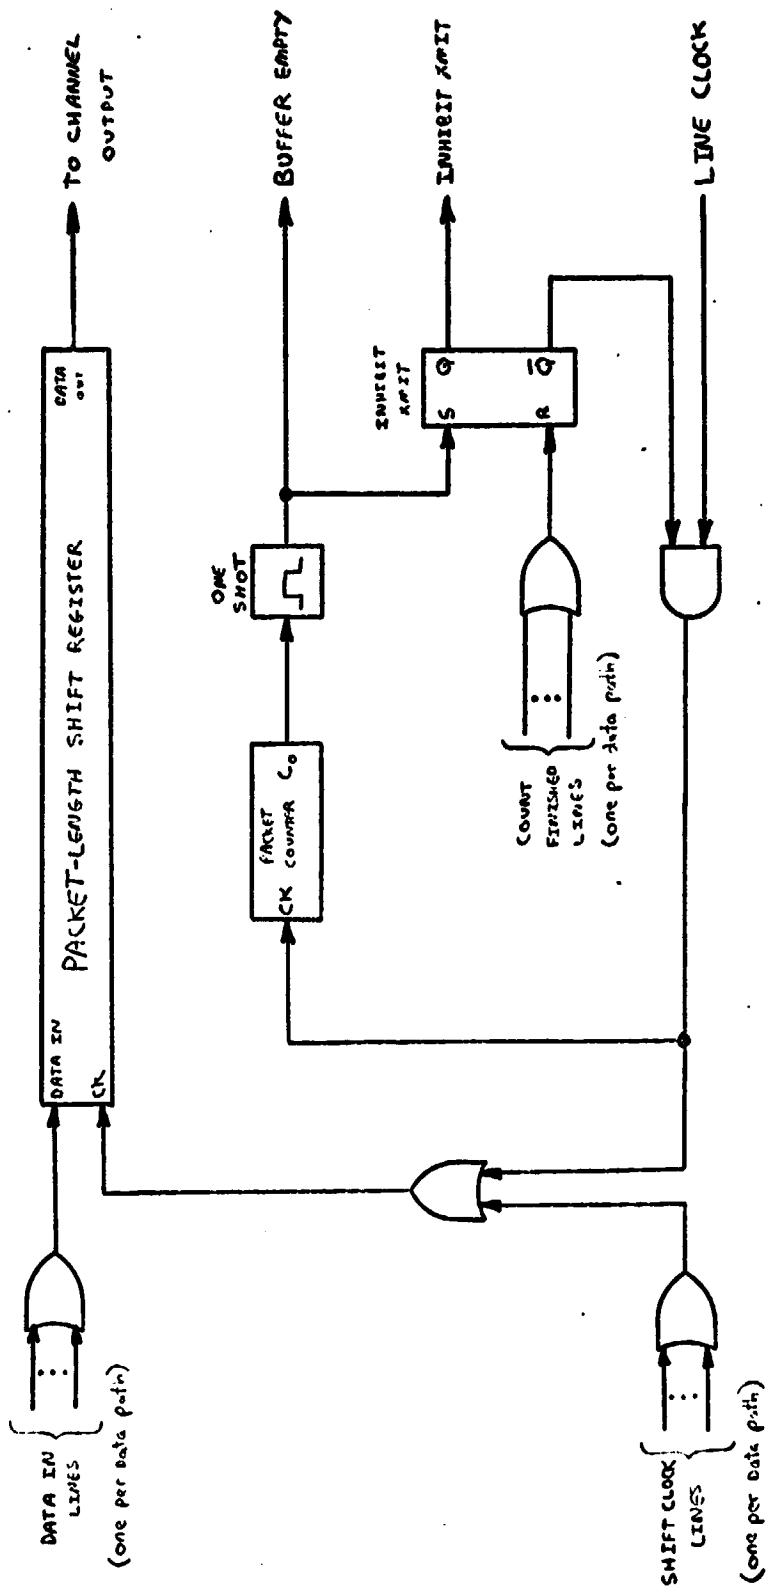 DATA IN
LINES
(one per Data path)
DATA IN
CK
PACKET-LENGTH SHIFT REGISTER
DATA
OUT
TO CHANNEL
OUTPUT
CK
PACKET
COUNTER
C₀
ONE
SHOT
BUFFER EMPTY
INHIBIT
XMIT
S
Q
R
Q̅
INHIBIT XMIT
COUNT
FINISHED
LINES
(one per data path)
LINE CLOCK
SHIFT CLOCK
LINES
(one per Data path)